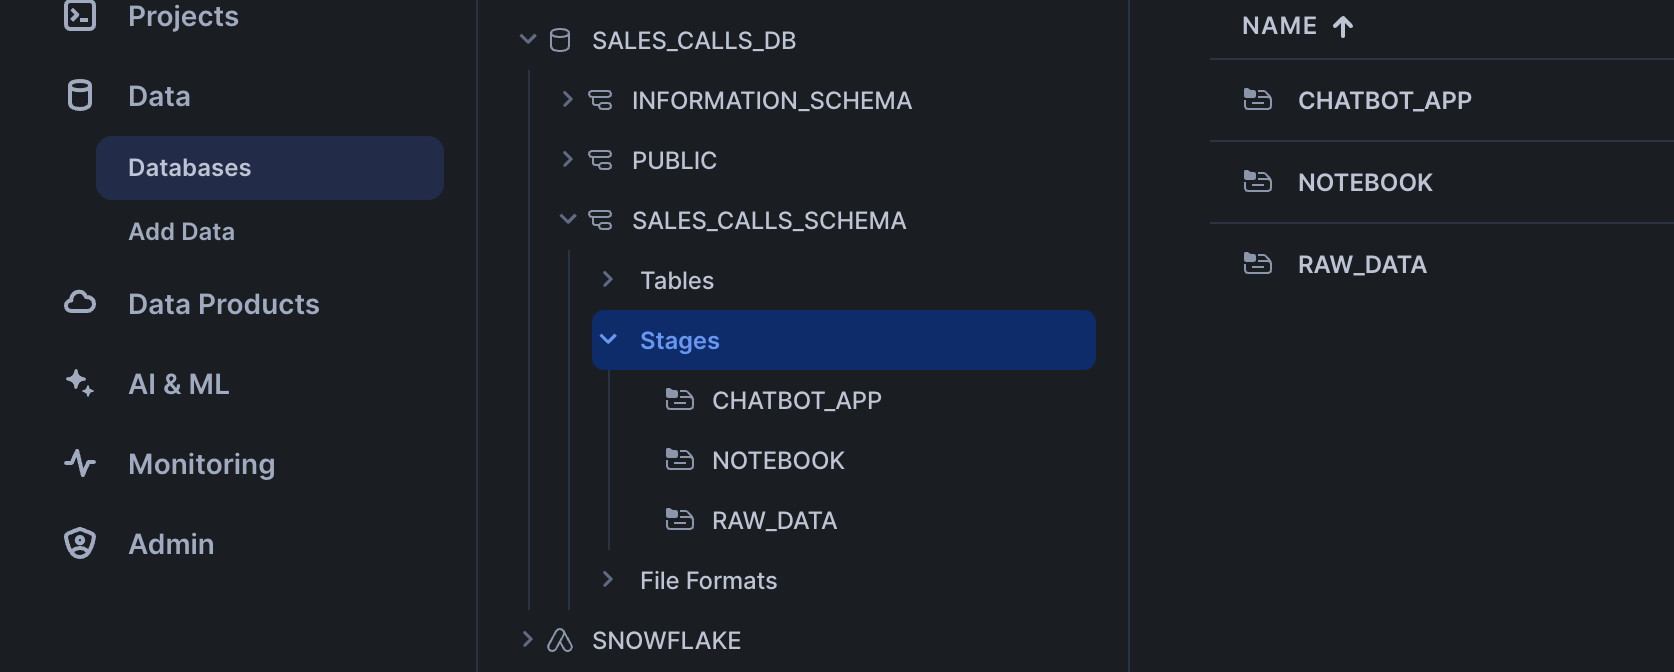 Projects
Data
Databases
Add Data
Data Products
AI & ML
Monitoring
Admin
SALES_CALLS_DB
INFORMATION_SCHEMA
PUBLIC
SALES_CALLS_SCHEMA
Tables
Stages
CHATBOT_APP
NOTEBOOK
RAW_DATA
File Formats
SNOWFLAKE
NAME ↑
CHATBOT_APP
NOTEBOOK
RAW_DATA